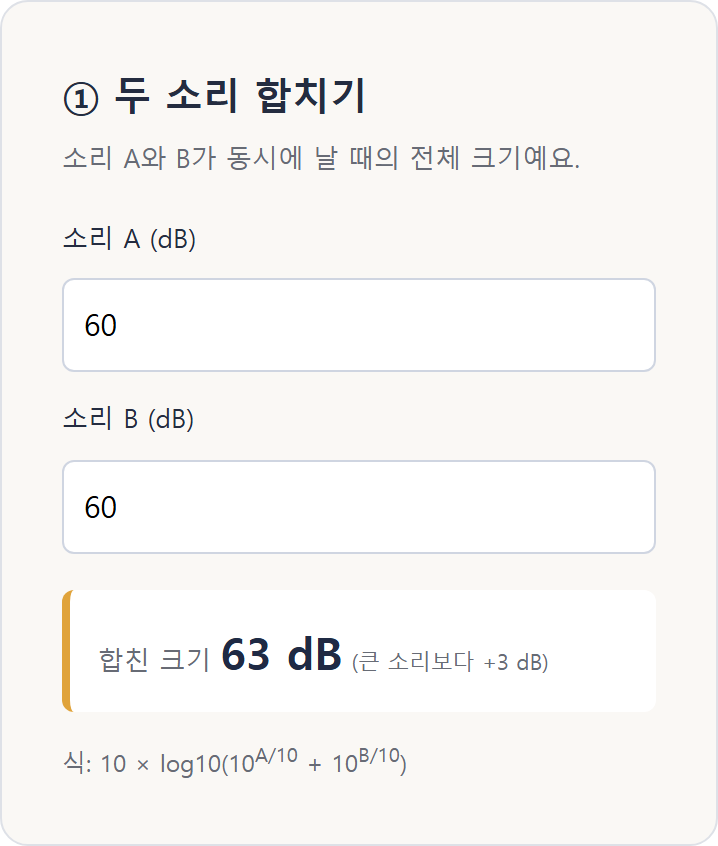 ① 두 소리 합치기
소리 A와 B가 동시에 날 때의 전체 크기예요.
소리 A (dB)
60
소리 B (dB)
60
합친 크기 63 dB (큰 소리보다 +3 dB)
식: 10 × log10(10^A/10 + 10^B/10)